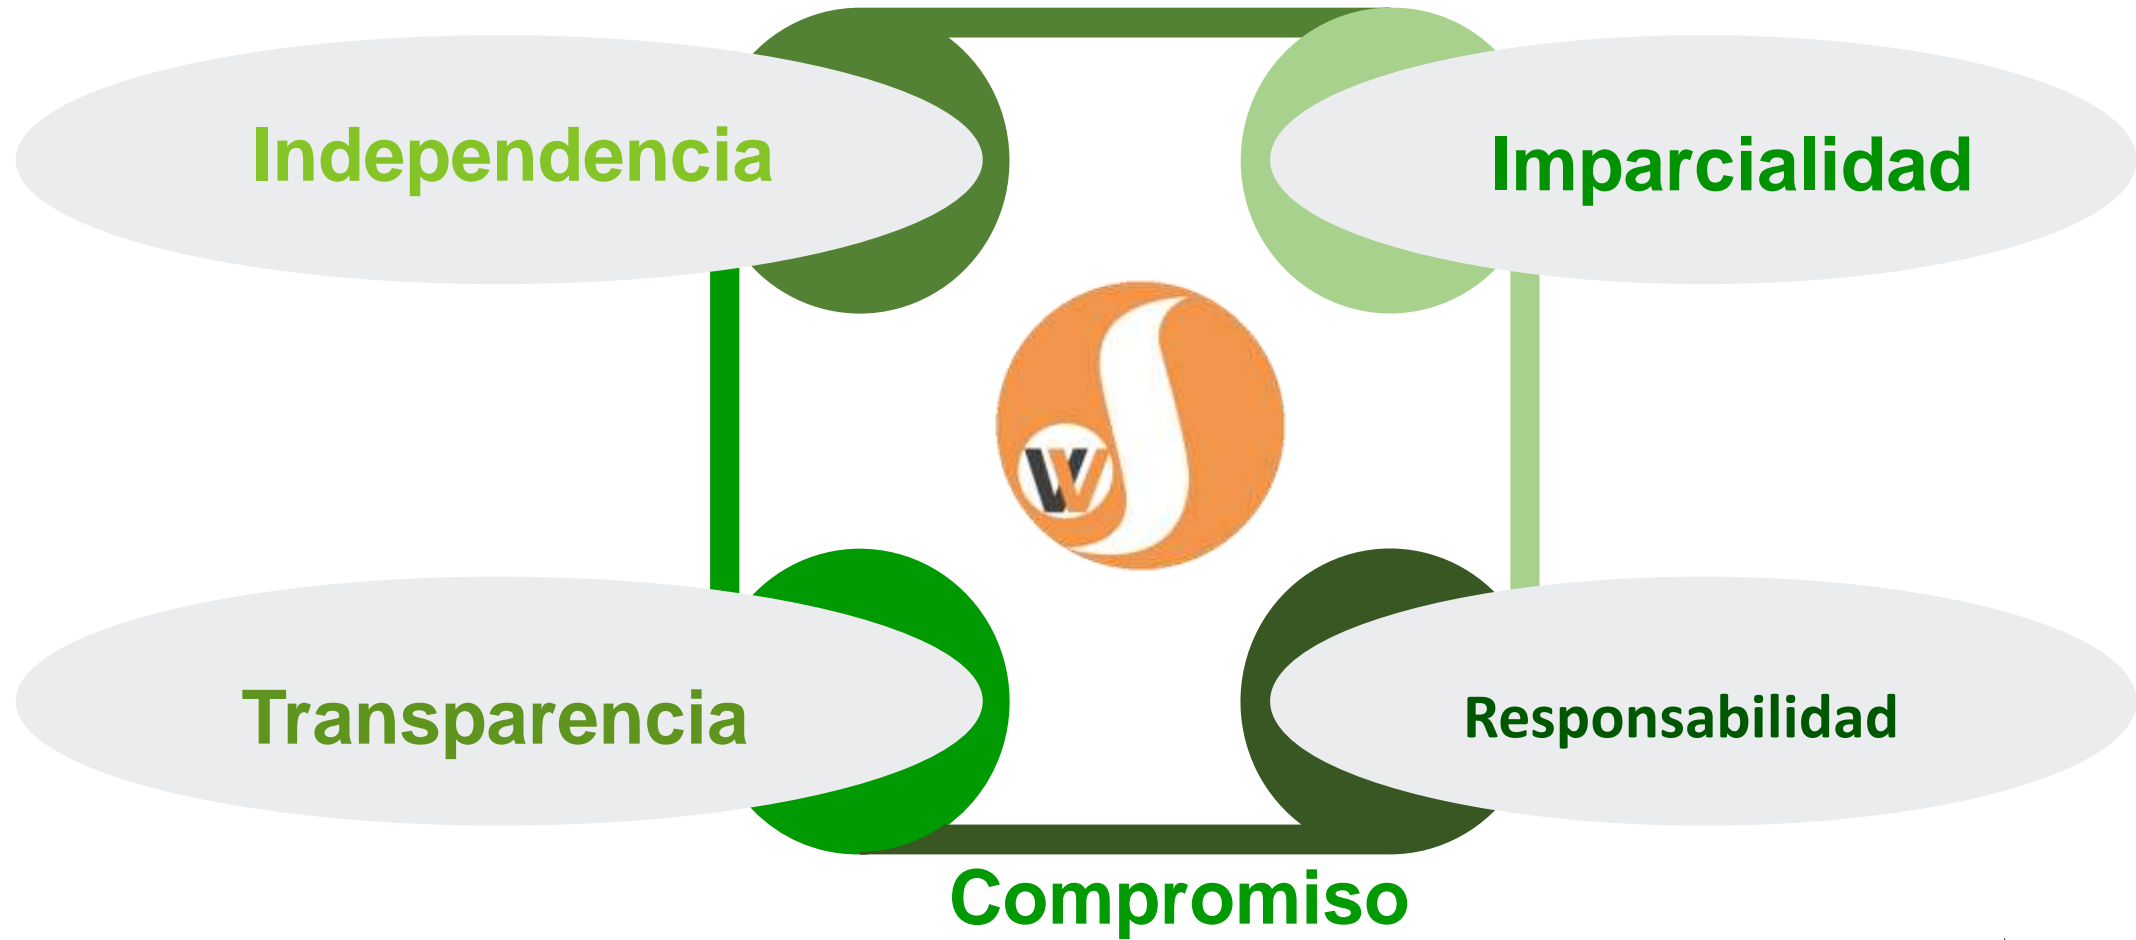 Independencia
Imparcialidad
W
Transparencia
Responsabilidad
Compromiso